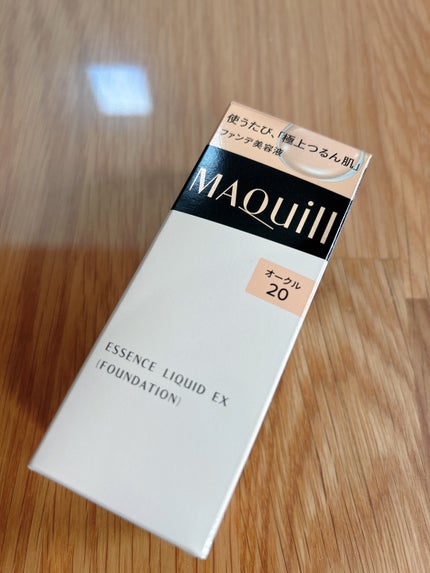 使うたび、「極上つるん肌」
ファンデ美容液
MAQuill
オークル
20
ESSENCE LIQUID EX
(FOUNDATION)